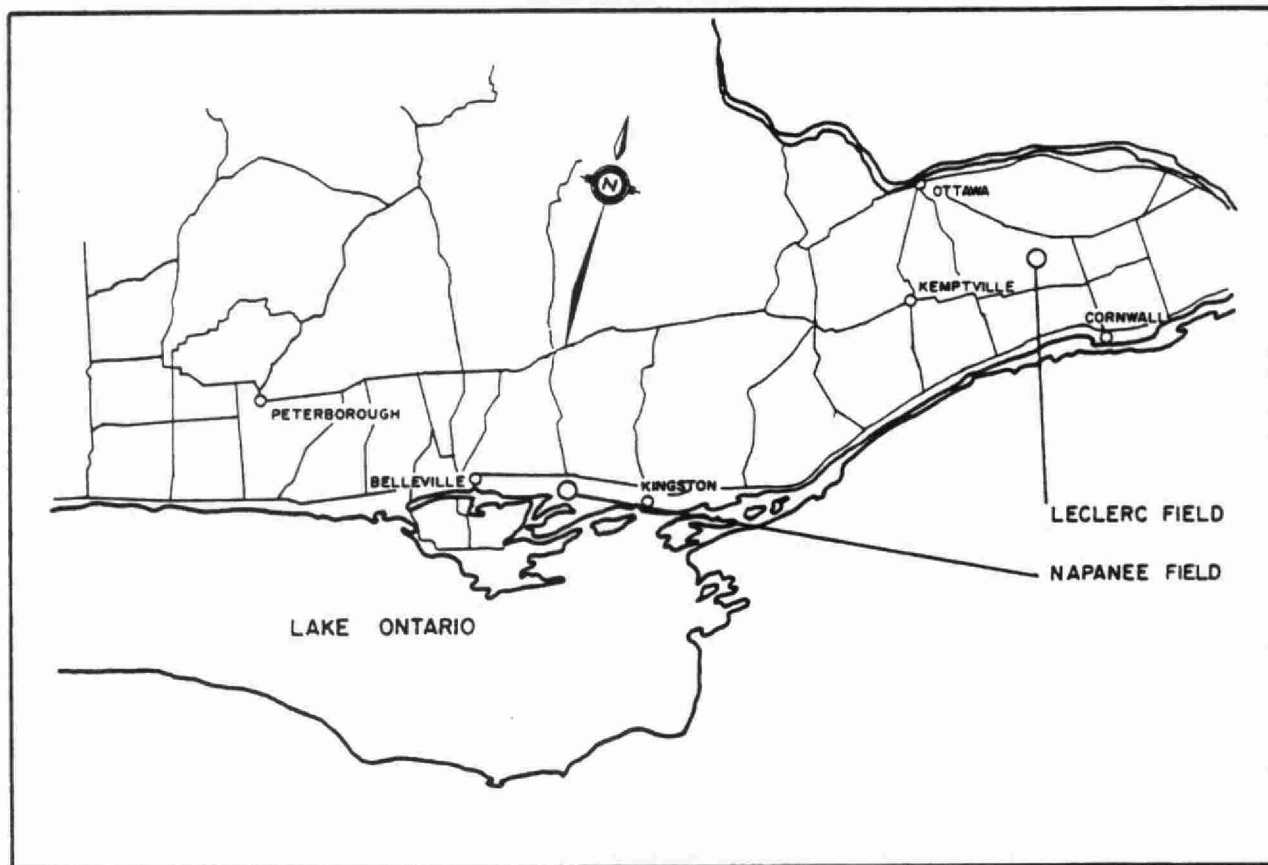 N
OTTAWA
KEMPTVILLE
CORNWALL
PETERBOROUGH
BELLEVILLE
KINGSTON
LECLERC FIELD
NAPANEE FIELD
LAKE ONTARIO